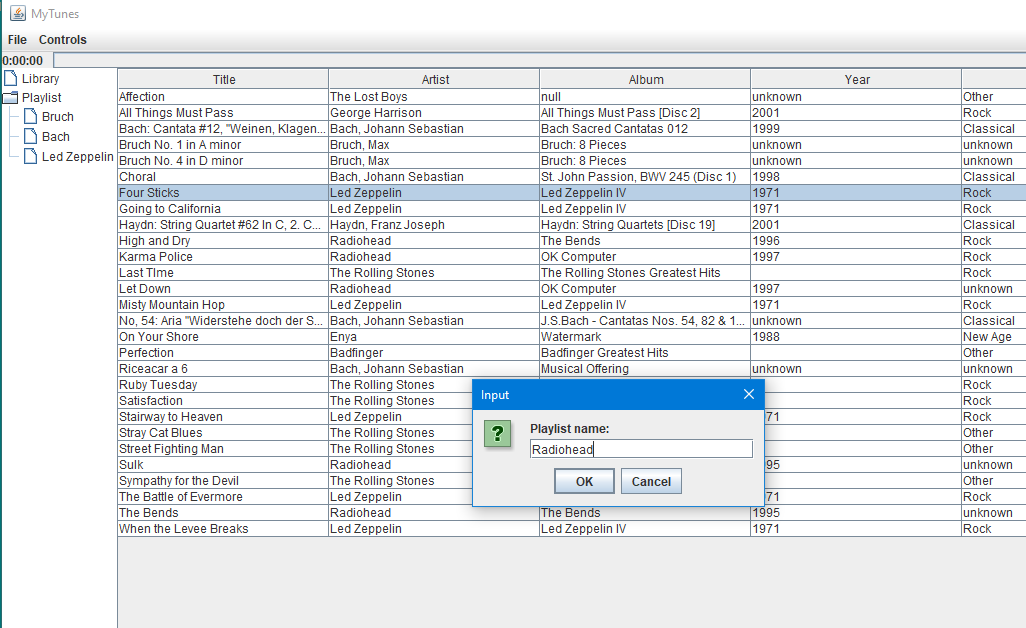 MyTunes
File Controls
0:00:00
Library
Playlist
Bruch
Bach
Led Zeppelin
Title Artist Album Year
Affection The Lost Boys null unknown Other
All Things Must Pass George Harrison All Things Must Pass [Disc 2] 2001 Rock
Bach: Cantata #12, "Weinen, Klagen... Bach, Johann Sebastian Bach Sacred Cantatas 012 1999 Classical
Bruch No. 1 in A minor Bruch, Max Bruch: 8 Pieces unknown unknown
Bruch No. 4 in D minor Bruch, Max Bruch: 8 Pieces unknown unknown
Choral Bach, Johann Sebastian St. John Passion, BWV 245 (Disc 1) 1998 Classical
Four Sticks Led Zeppelin Led Zeppelin IV 1971 Rock
Going to California Led Zeppelin Led Zeppelin IV 1971 Rock
Haydn: String Quartet #62 In C, 2. C... Haydn, Franz Joseph Haydn: String Quartets [Disc 19] 2001 Classical
High and Dry Radiohead The Bends 1996 Rock
Karma Police Radiohead OK Computer 1997 Rock
Last TIme The Rolling Stones The Rolling Stones Greatest Hits Rock
Let Down Radiohead OK Computer 1997 unknown
Misty Mountain Hop Led Zeppelin Led Zeppelin IV 1971 Rock
No, 54: Aria "Widerstehe doch der S... Bach, Johann Sebastian J.S.Bach - Cantatas Nos. 54, 82 & 1... unknown Classical
On Your Shore Enya Watermark 1988 New Age
Perfection Badfinger Badfinger Greatest Hits Other
Riceacar a 6 Bach, Johann Sebastian Musical Offering unknown unknown
Ruby Tuesday The Rolling Stones Rock
Satisfaction The Rolling Stones Rock
Stairway to Heaven Led Zeppelin 71 Rock
Stray Cat Blues The Rolling Stones Other
Street Fighting Man The Rolling Stones Other
Sulk Radiohead 95 unknown
Sympathy for the Devil The Rolling Stones Other
The Battle of Evermore Led Zeppelin 71 Rock
The Bends Radiohead The Bends 1995 unknown
When the Levee Breaks Led Zeppelin Led Zeppelin IV 1971 Rock
Input
Playlist name:
Radiohead
OK Cancel